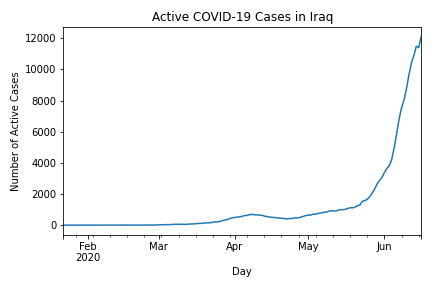 Active COVID-19 Cases in Iraq
Number of Active Cases
12000
10000
8000
6000
4000
2000
0
Feb
2020
Mar
Apr
May
Jun
Day